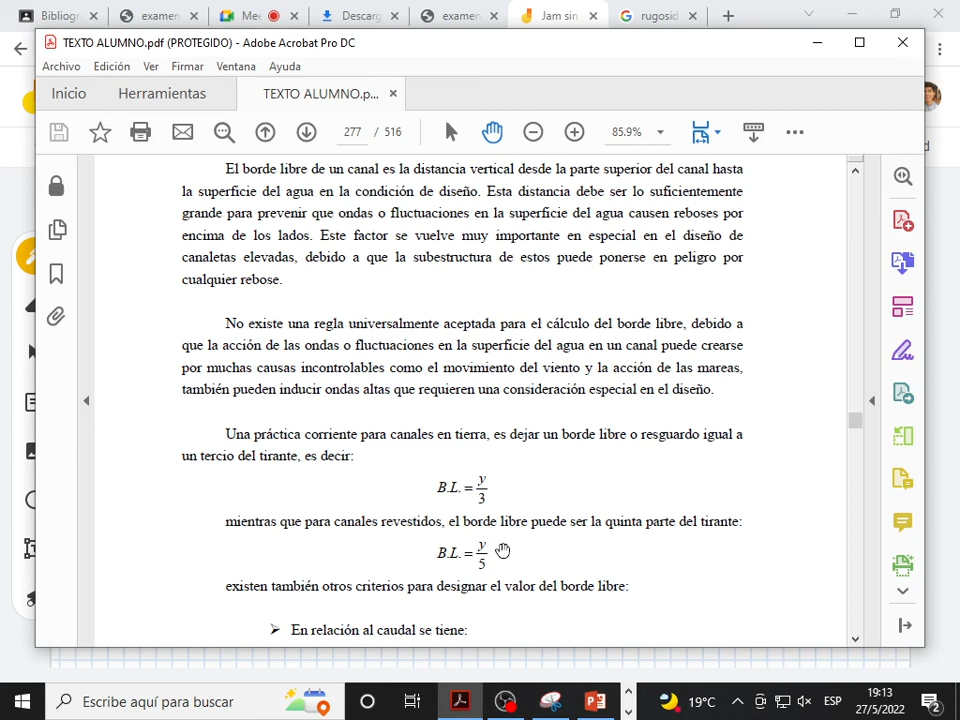 Bibliogr
examen
Mee
Descarg
examen
Jam sin
rugosid
TEXTO ALUMNO.pdf (PROTEGIDO) - Adobe Acrobat Pro DC
Archivo Edición Ver Firmar Ventana Ayuda
Inicio Herramientas TEXTO ALUMNO.p...
277 / 516 85.9%
El borde libre de un canal es la distancia vertical desde la parte superior del canal hasta
la superficie del agua en la condición de diseño. Esta distancia debe ser lo suficientemente
grande para prevenir que ondas o fluctuaciones en la superficie del agua causen reboses por
encima de los lados. Este factor se vuelve muy importante en especial en el diseño de
canaletas elevadas, debido a que la subestructura de estos puede ponerse en peligro por
cualquier rebose.
No existe una regla universalmente aceptada para el cálculo del borde libre, debido a
que la acción de las ondas o fluctuaciones en la superficie del agua en un canal puede crearse
por muchas causas incontrolables como el movimiento del viento y la acción de las mareas,
también pueden inducir ondas altas que requieren una consideración especial en el diseño.
Una práctica corriente para canales en tierra, es dejar un borde libre o resguardo igual a
un tercio del tirante, es decir:
B.L. = y/3
mientras que para canales revestidos, el borde libre puede ser la quinta parte del tirante:
B.L. = y/5
existen también otros criterios para designar el valor del borde libre:
➤ En relación al caudal se tiene:
Escribe aquí para buscar
19°C
ESP
19:13
27/5/2022
2